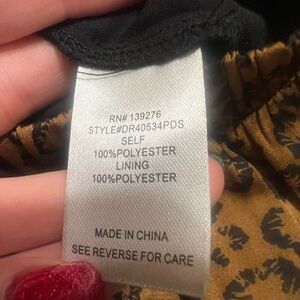 RN# 139276
STYLE#DR40534PDS
SELF
100%POLYESTER
LINING
100%POLYESTER
MADE IN CHINA
SEE REVERSE FOR CARE